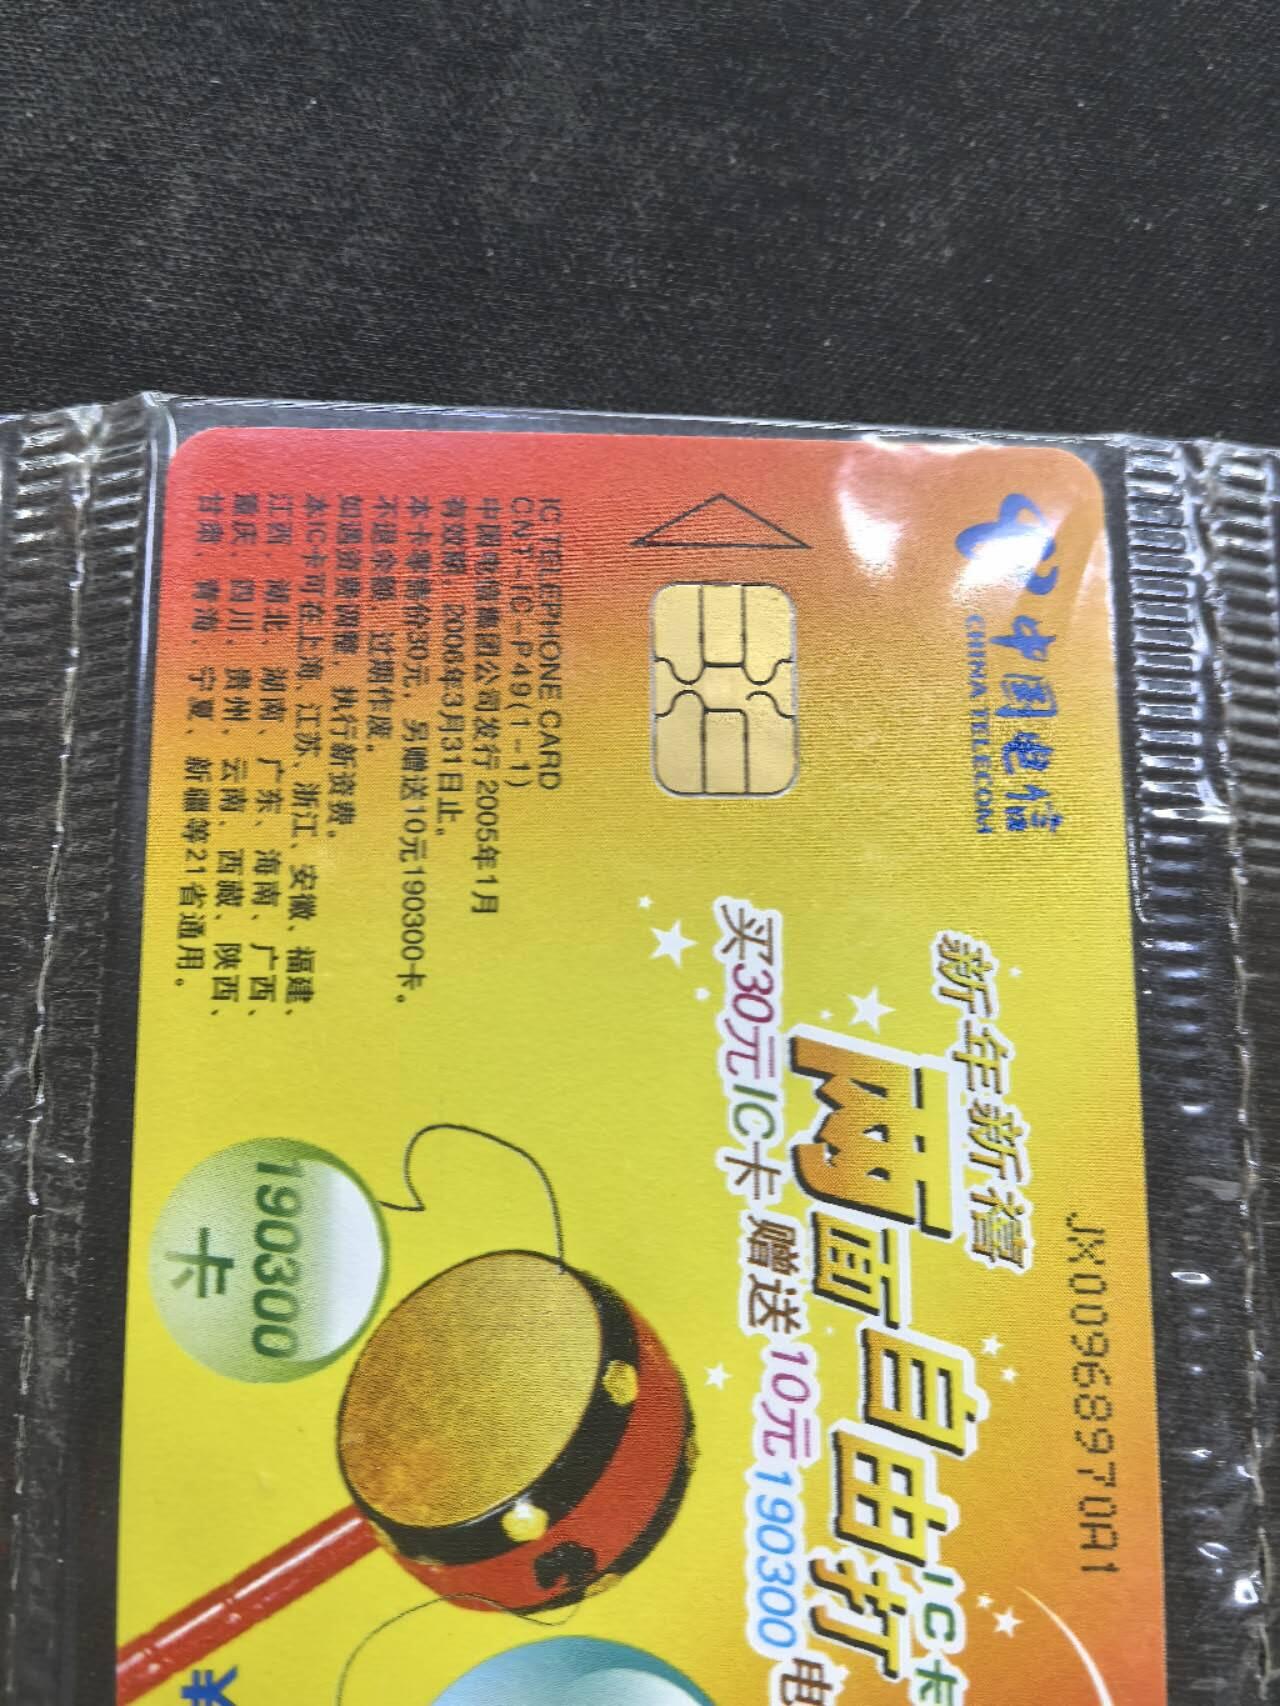 中国电信
CHINA TELECOM
JX009689970A1
新年新禧
两面自由打
IC卡
买30元IC卡 赠送10元190300电
IC TELEPHONE CARD
CNT-IC-P49(1-1)
中国电信集团公司发行 2005年1月
有效期：2006年3月31日止。
本卡零售价30元，另赠送10元190300卡。
不退余额，过期作废。
如遇资费调整，执行新资费。
本IC卡可在上海、江苏、浙江、安徽、福建、
江西、湖北、湖南、广东、海南、广西、
重庆、四川、贵州、云南、西藏、陕西、
甘肃、青海、宁夏、新疆等21省通用。
190300
卡